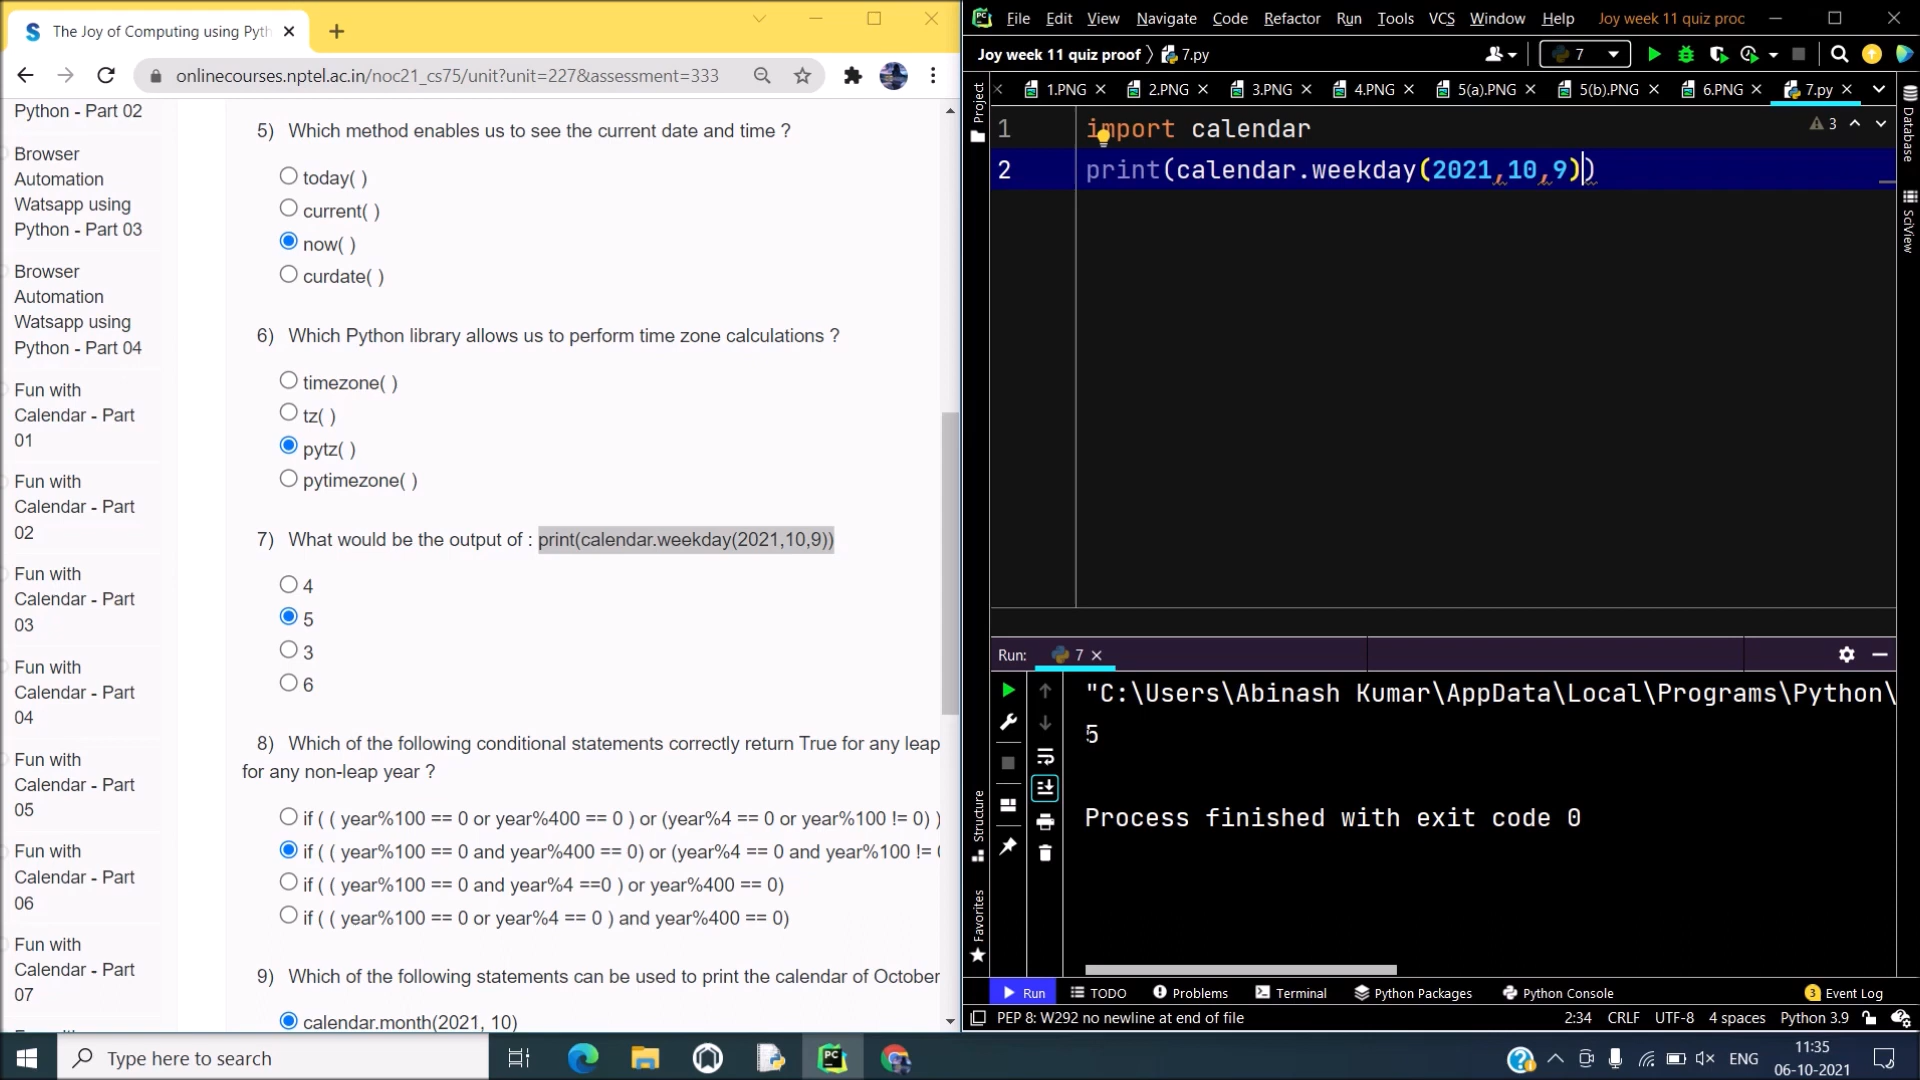 The Joy of Computing using Pyth
onlinecourses.nptel.ac.in/noc21_cs75/unit?unit=227&assessment=333
Python - Part 02
Browser
Automation
Watsapp using
Python - Part 03
Browser
Automation
Watsapp using
Python - Part 04
Fun with
Calendar - Part
01
Fun with
Calendar - Part
02
Fun with
Calendar - Part
03
Fun with
Calendar - Part
04
Fun with
Calendar - Part
05
Fun with
Calendar - Part
06
Fun with
Calendar - Part
07
5) Which method enables us to see the current date and time ?
today( )
current( )
now( )
curdate( )
6) Which Python library allows us to perform time zone calculations ?
timezone( )
tz( )
pytz( )
pytimezone( )
7) What would be the output of : print(calendar.weekday(2021,10,9))
4
5
3
6
8) Which of the following conditional statements correctly return True for any leap
for any non-leap year ?
if ( ( year%100 == 0 or year%400 == 0 ) or (year%4 == 0 or year%100 != 0) )
if ( ( year%100 == 0 and year%400 == 0) or (year%4 == 0 and year%100 !=
if ( ( year%100 == 0 and year%4 ==0 ) or year%400 == 0)
if ( ( year%100 == 0 or year%4 == 0 ) and year%400 == 0)
9) Which of the following statements can be used to print the calendar of October
calendar.month(2021, 10)
PC File Edit View Navigate Code Refactor Run Tools VCS Window Help Joy week 11 quiz proc
Joy week 11 quiz proof 7.py 7
1.PNG 2.PNG 3.PNG 4.PNG 5(a).PNG 5(b).PNG 6.PNG 7.py
Project
Structure
Favorites
Database
SciView
3
1 import calendar
2 print(calendar.weekday(2021,10,9))
Run: 7
"C:\Users\Abinash Kumar\AppData\Local\Programs\Python\
5
Process finished with exit code 0
Run TODO Problems Terminal Python Packages Python Console 3 Event Log
PEP 8: W292 no newline at end of file 2:34 CRLF UTF-8 4 spaces Python 3.9
Type here to search
PC
ENG
11:35
06-10-2021